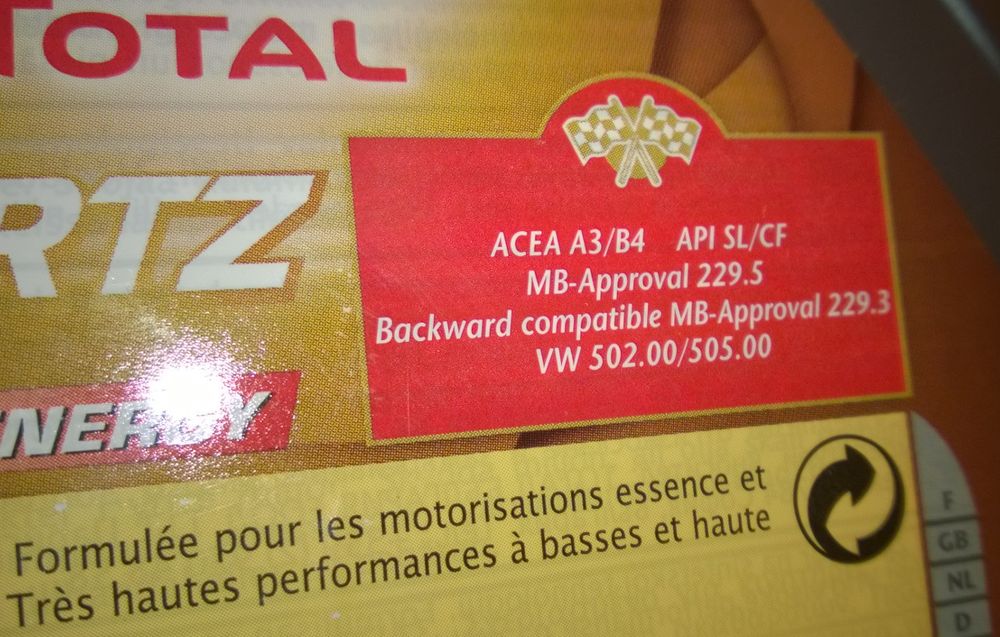 TOTAL
RTZ
ENERGY
ACEA A3/B4 API SL/CF
MB-Approval 229.5
Backward compatible MB-Approval 229.3
VW 502.00/505.00
Formulée pour les motorisations essence et
Très hautes performances à basses et haute
F
GB
NL
D